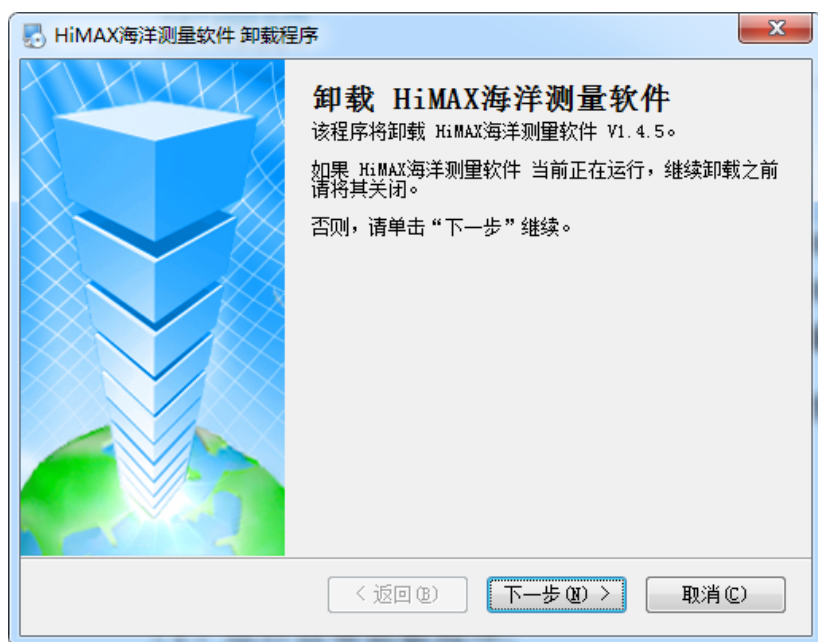 HiMAX海洋测量软件 卸载程序
卸载 HiMAX海洋测量软件
该程序将卸载 HiMAX海洋测量软件 V1.4.5。
如果 HiMAX海洋测量软件 当前正在运行，继续卸载之前
请将其关闭。
否则，请单击“下一步”继续。
< 返回(B) 下一步(N) > 取消(C)